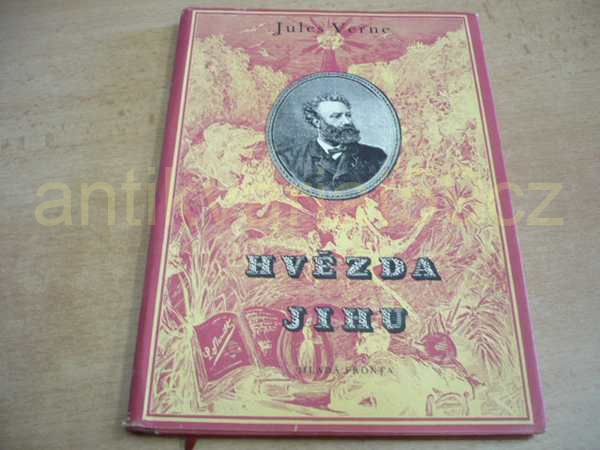 Jules Verne
HVĚZDA
JIHU
MLADÁ FRONTA